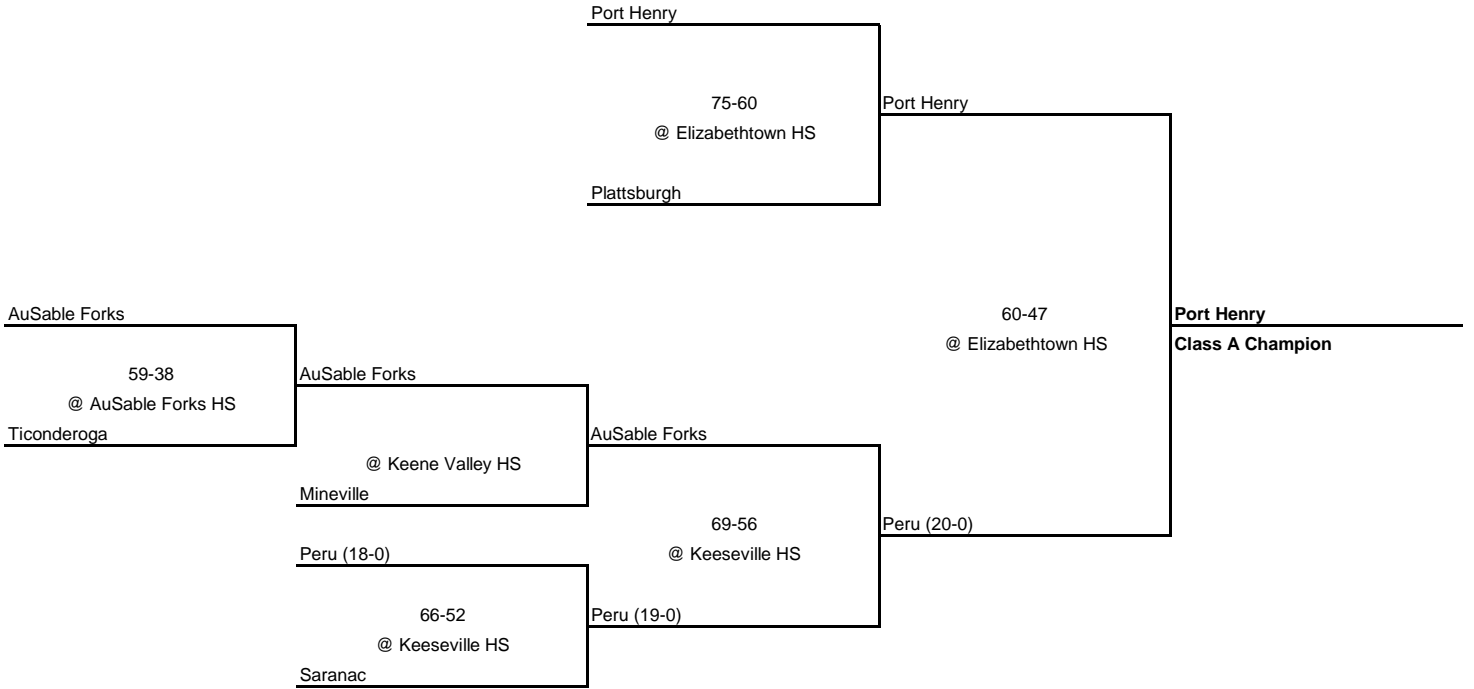 Port Henry
75-60
Port Henry
@ Elizabethtown HS
Plattsburgh
AuSable Forks
60-47
Port Henry
@ Elizabethtown HS
Class A Champion
59-38
AuSable Forks
@ AuSable Forks HS
Ticonderoga
AuSable Forks
@ Keene Valley HS
Mineville
69-56
Peru (20-0)
Peru (18-0)
@ Keeseville HS
66-52
Peru (19-0)
@ Keeseville HS
Saranac